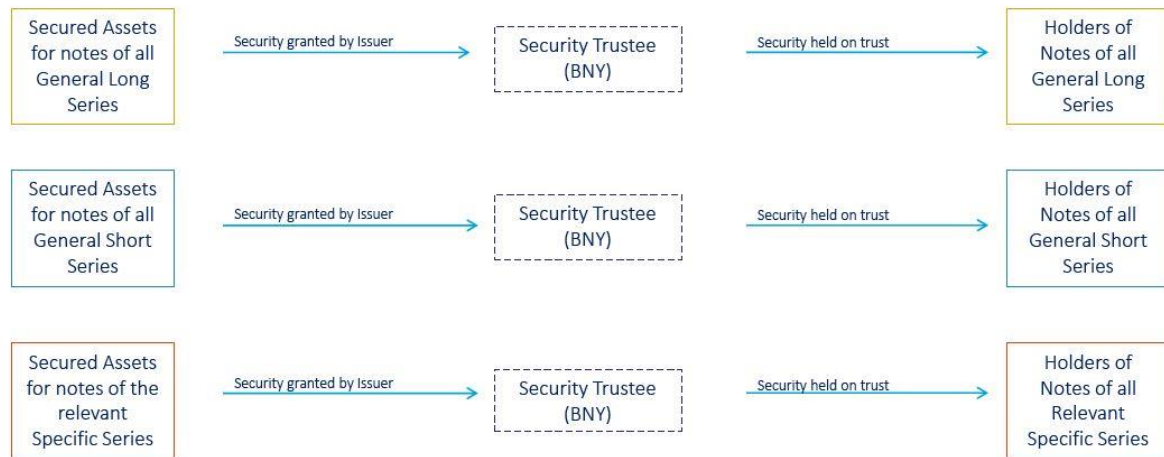 Secured Assets
for notes of all
General Long
Series
Security granted by Issuer
Security Trustee
(BNY)
Security held on trust
Holders of
Notes of all
General Long
Series
Secured Assets
for notes of all
General Short
Series
Security granted by Issuer
Security Trustee
(BNY)
Security held on trust
Holders of
Notes of all
General Short
Series
Secured Assets
for notes of the
relevant
Specific Series
Security granted by Issuer
Security Trustee
(BNY)
Security held on trust
Holders of
Notes of all
Relevant
Specific Series